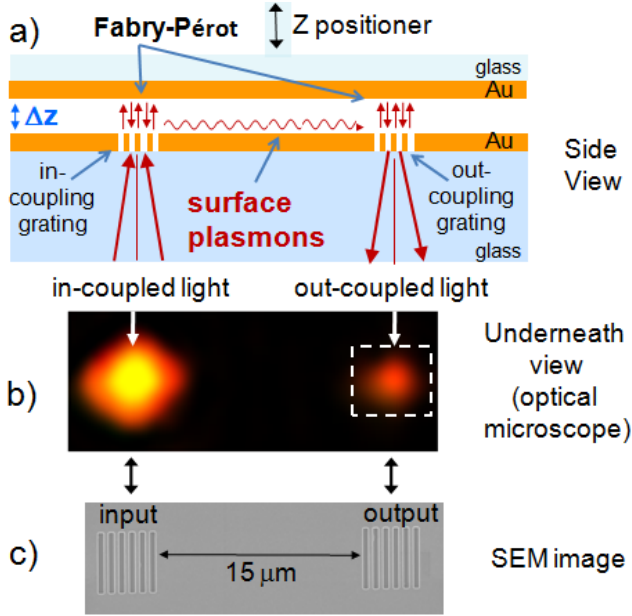 a)
Fabry-Pérot
Z positioner
glass
Au
Δz
Au
in-
coupling
grating
surface
plasmons
out-
coupling
grating
glass
Side
View
in-coupled light
out-coupled light
b)
Underneath
view
(optical
microscope)
input
output
15 μm
c)
SEM image